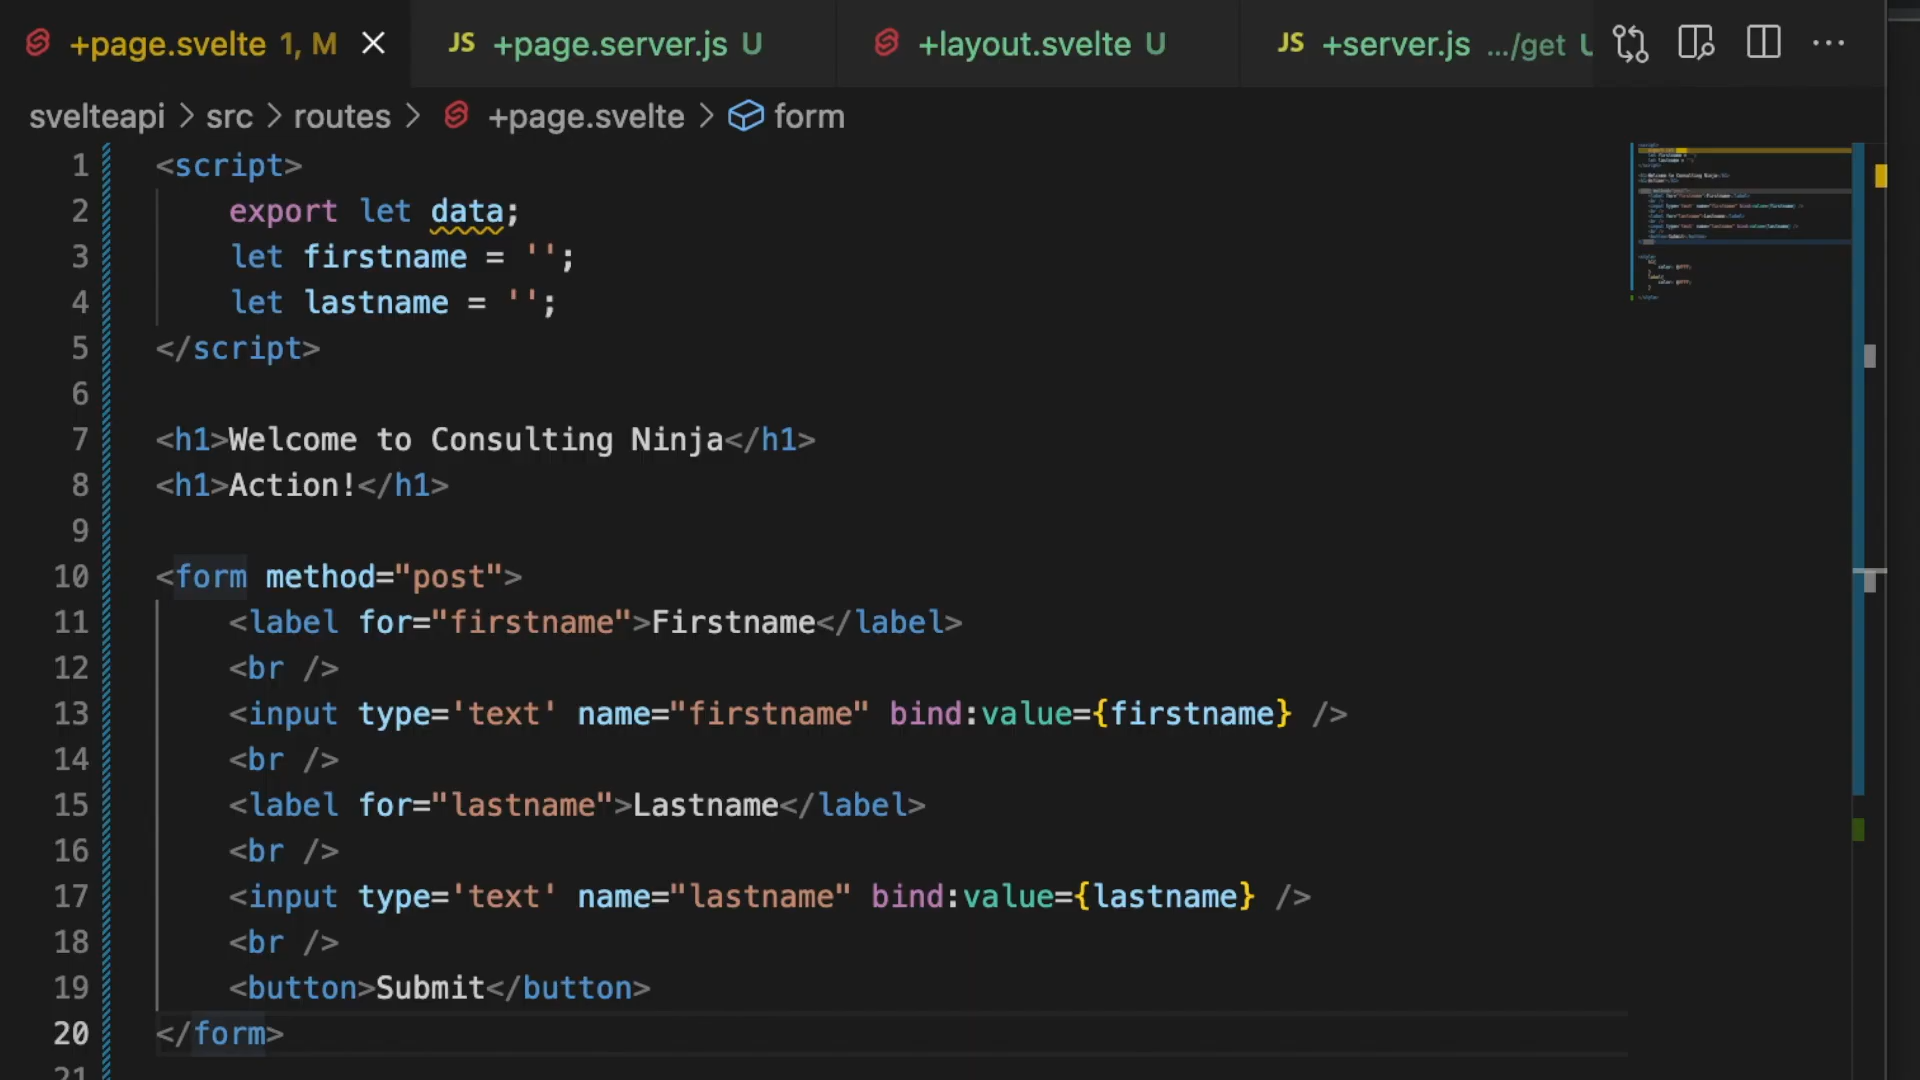 +page.svelte 1, M
JS +page.server.js U
+layout.svelte U
JS +server.js .../get
svelteapi > src > routes > +page.svelte > form
1 <script>
2 export let data;
3 let firstname = '';
4 let lastname = '';
5 </script>
6
7 <h1>Welcome to Consulting Ninja</h1>
8 <h1>Action!</h1>
9
10 <form method="post">
11 <label for="firstname">Firstname</label>
12 <br />
13 <input type='text' name="firstname" bind:value={firstname} />
14 <br />
15 <label for="lastname">Lastname</label>
16 <br />
17 <input type='text' name="lastname" bind:value={lastname} />
18 <br />
19 <button>Submit</button>
20 </form>
21